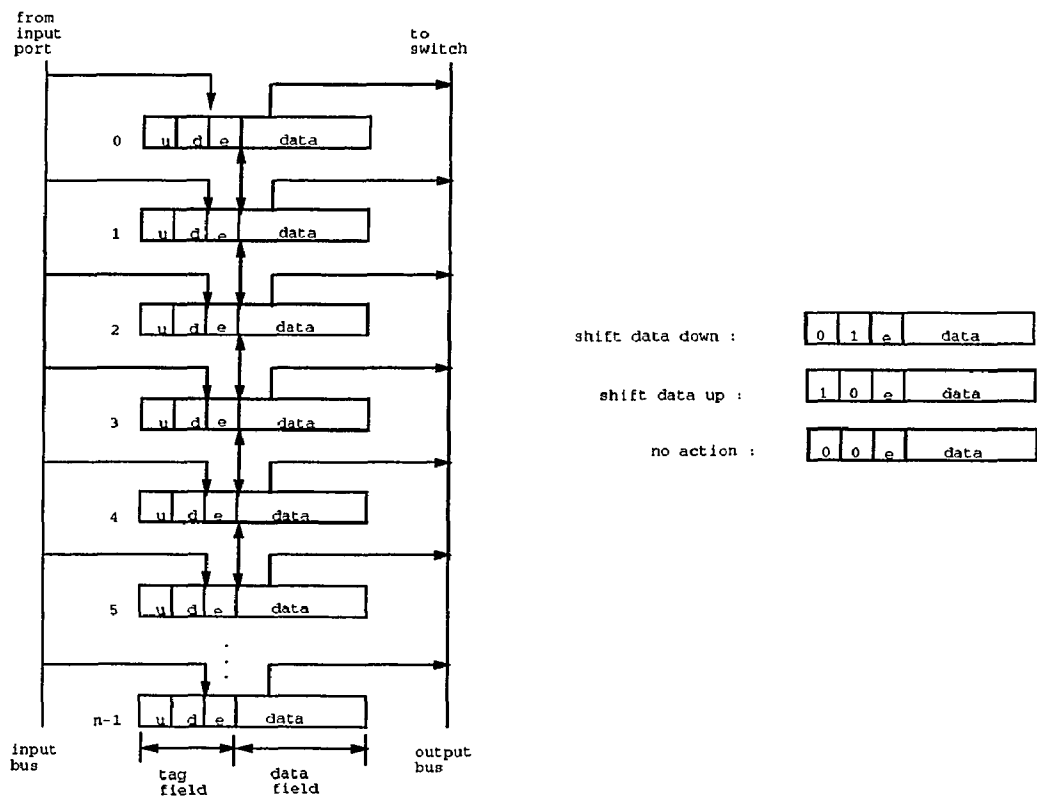 from
input
port
to
switch
0 u d e data
1 u d e data
2 u d e data
3 u d e data
4 u d e data
5 u d e data
n-1 u d e data
input
bus
tag
field
data
field
output
bus
shift data down : 0 1 e data
shift data up : 1 0 e data
no action : 0 0 e data